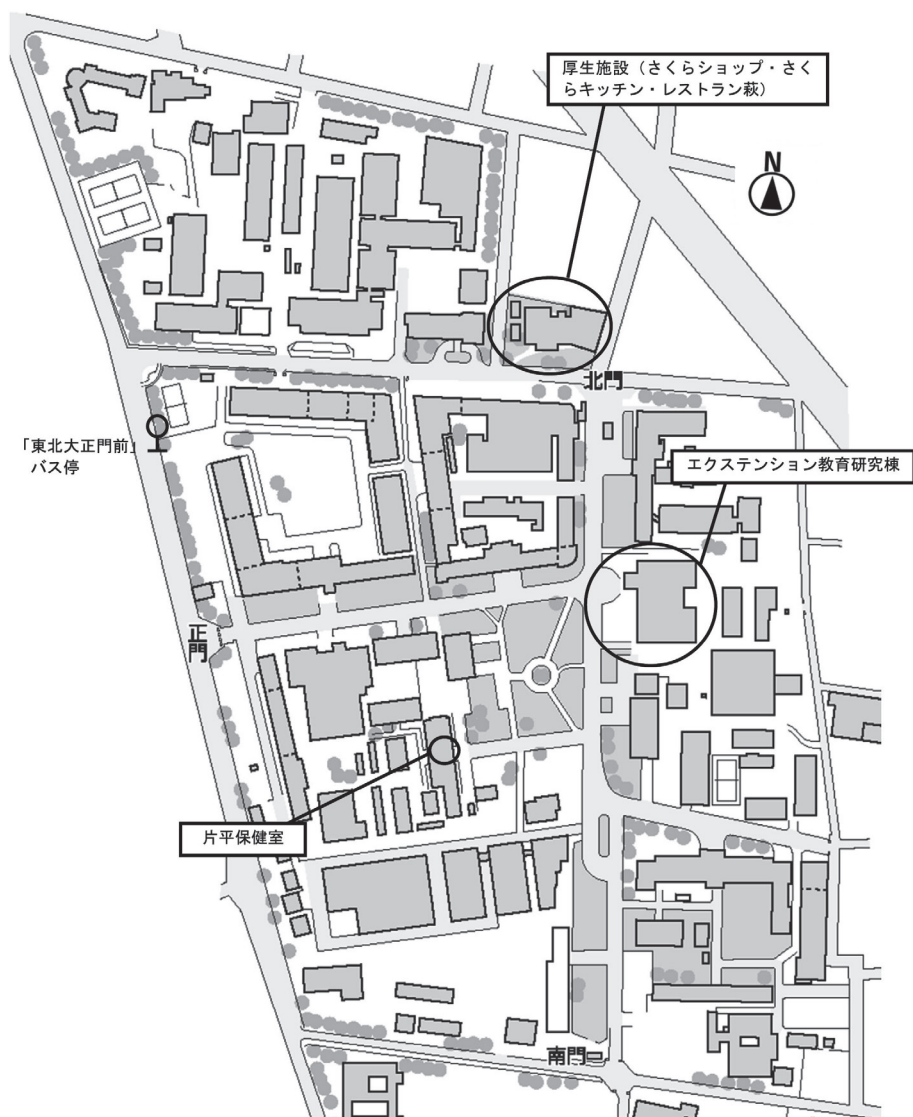 厚生施設（さくらショップ・さく
らキッチン・レストラン萩）
N
北門
「東北大正門前」
バス停
エクステンション教育研究棟
正門
片平保健室
南門